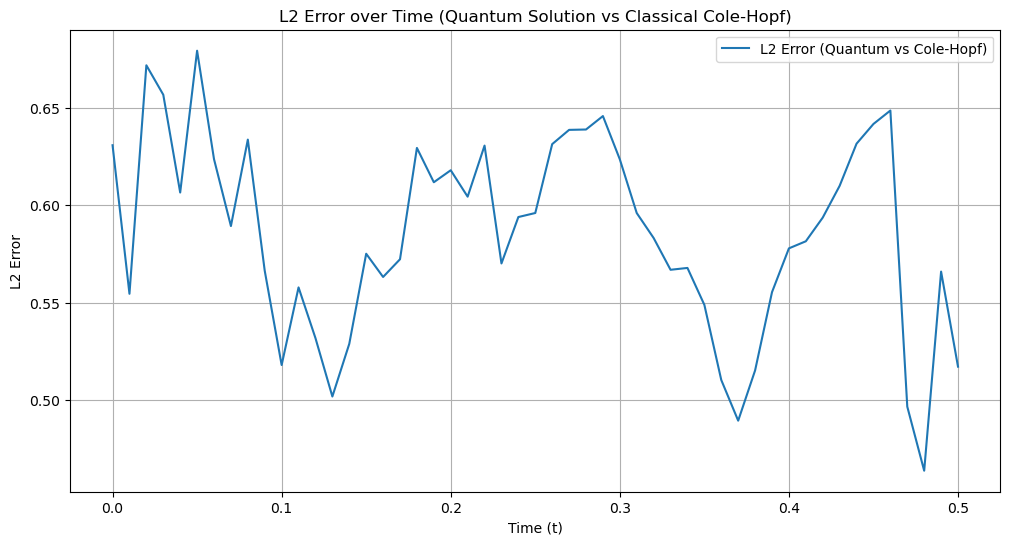 L2 Error over Time (Quantum Solution vs Classical Cole-Hopf)
L2 Error (Quantum vs Cole-Hopf)
L2 Error
0.65
0.60
0.55
0.50
0.0 0.1 0.2 0.3 0.4 0.5
Time (t)